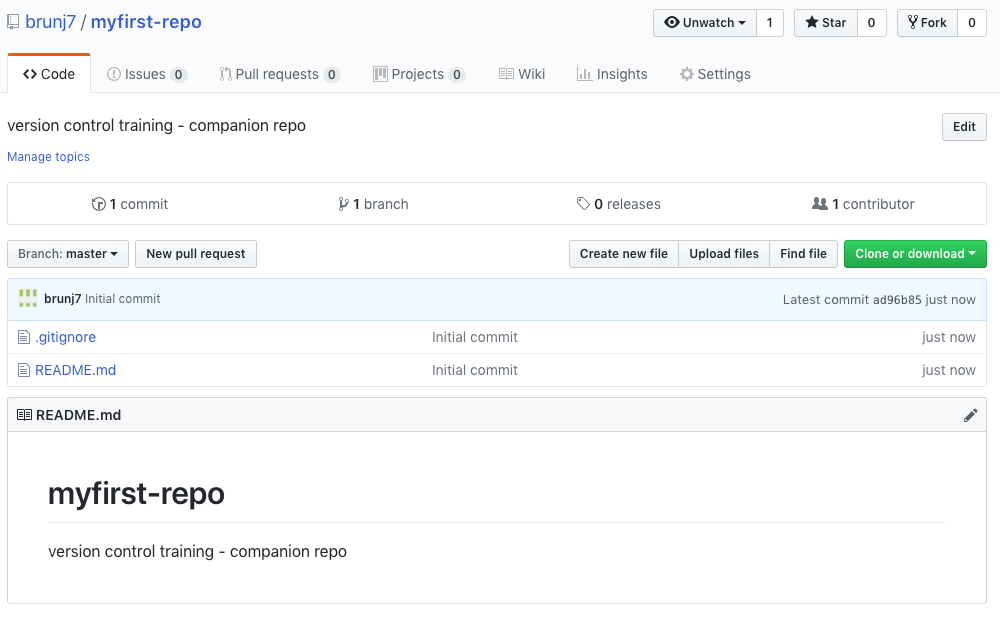 brunj7 / myfirst-repo
Unwatch 1 Star 0 Fork 0
Code Issues 0 Pull requests 0 Projects 0 Wiki Insights Settings
version control training - companion repo Edit
Manage topics
1 commit 1 branch 0 releases 1 contributor
Branch: master New pull request Create new file Upload files Find file Clone or download
brunj7 Initial commit Latest commit ad96b85 just now
.gitignore Initial commit just now
README.md Initial commit just now
README.md
myfirst-repo
version control training - companion repo